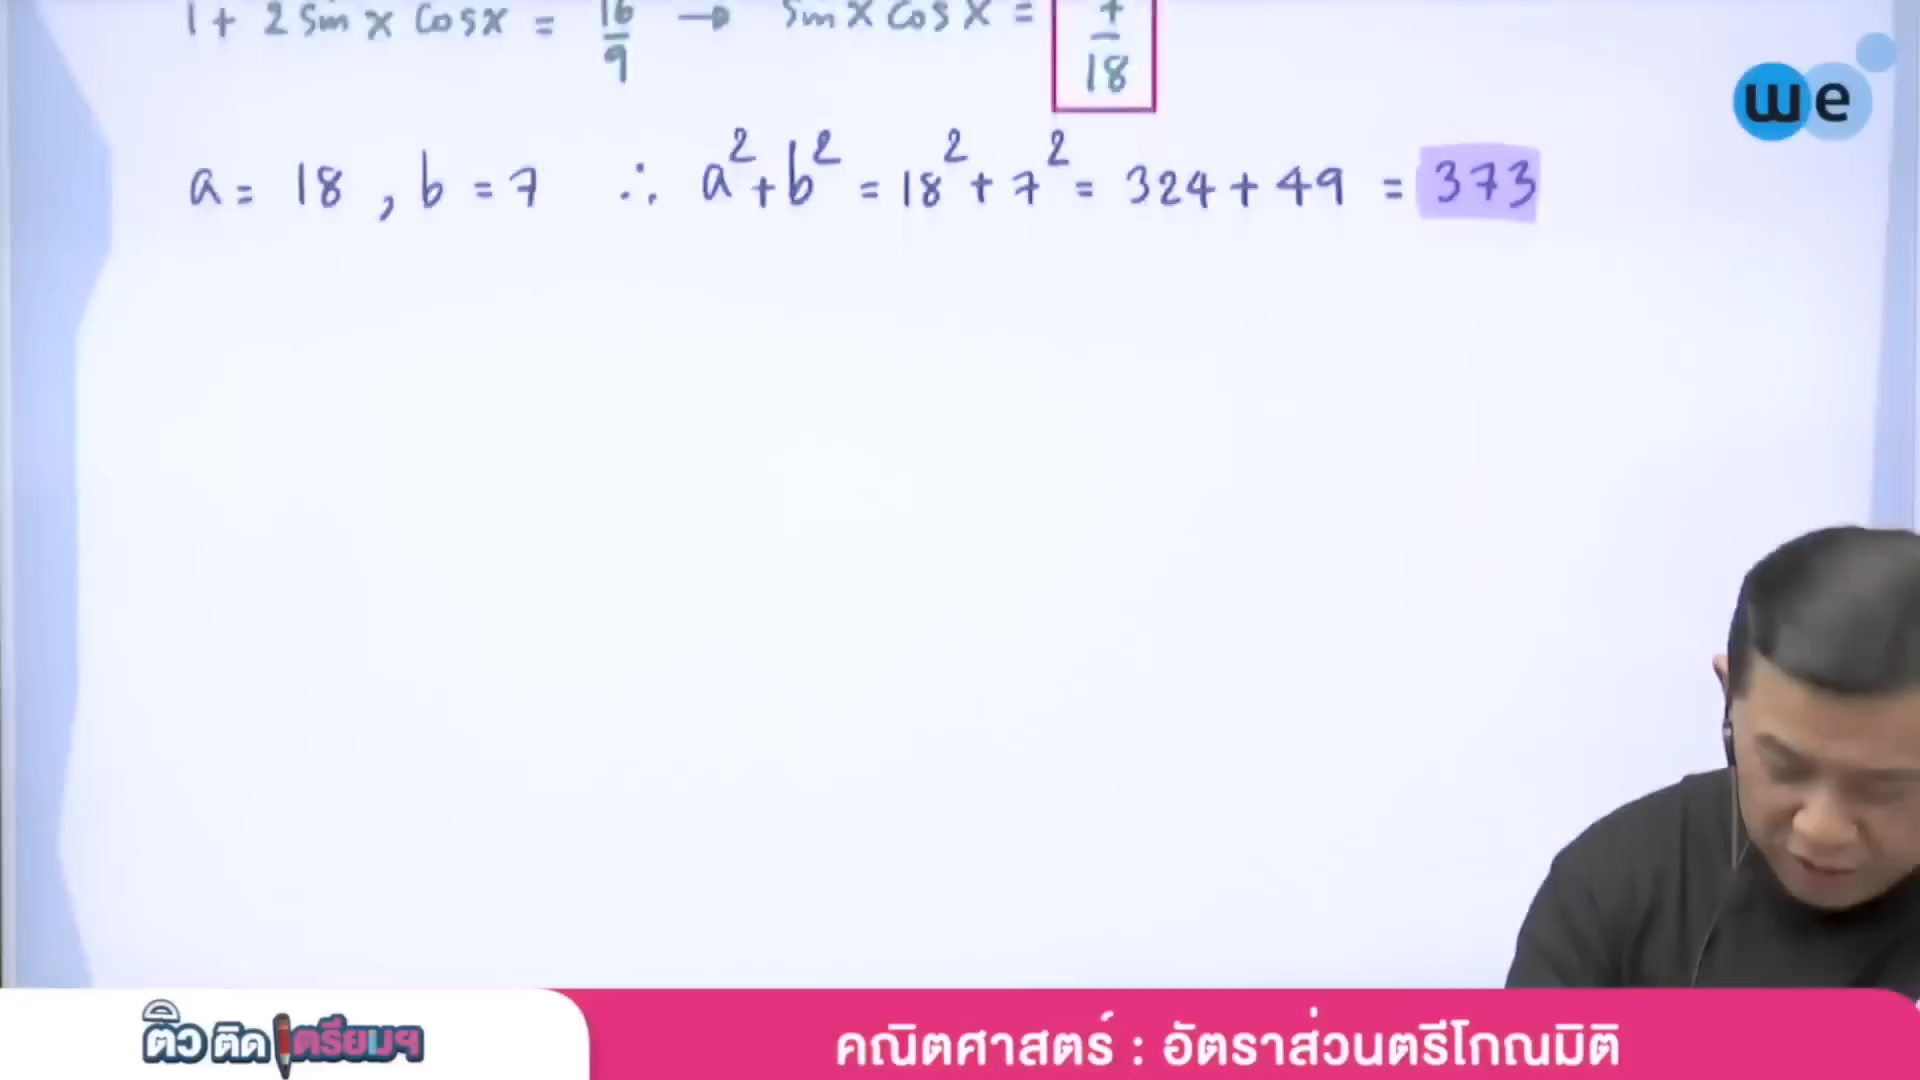 1 + 2 sin x cos x = 16/9 → sin x cos x = 7/18
we
a = 18 , b = 7 ∴ a² + b² = 18² + 7² = 324 + 49 = 373
ติว ติด เตรียมฯ
คณิตศาสตร์ : อัตราส่วนตรีโกณมิติ